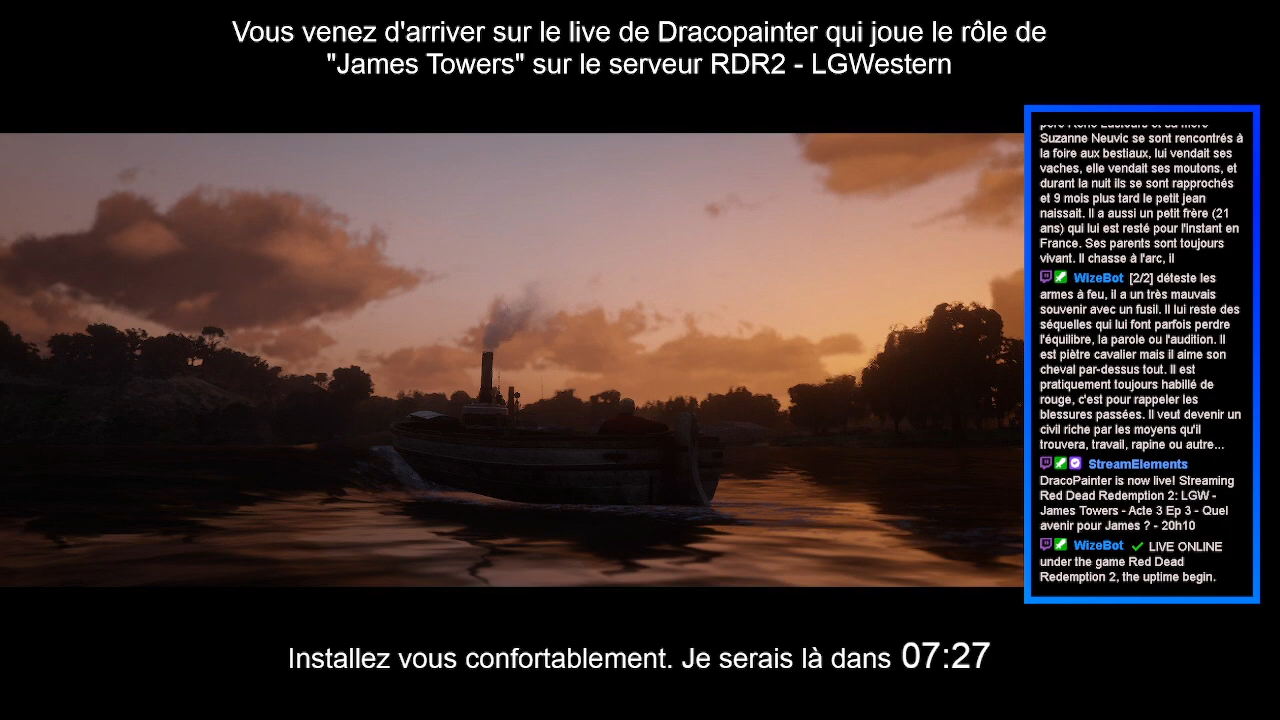 Vous venez d'arriver sur le live de Dracopainter qui joue le rôle de
"James Towers" sur le serveur RDR2 - LGWestern
Suzanne Neuvic se sont rencontrés à
la foire aux bestiaux, lui vendait ses
vaches, elle vendait ses moutons, et
durant la nuit ils se sont rapprochés
et 9 mois plus tard le petit jean
naissait. Il a aussi un petit frère (21
ans) qui lui est resté pour l'instant en
France. Ses parents sont toujours
vivant. Il chasse à l'arc, il
WizeBot [2/2] déteste les
armes à feu, il a un très mauvais
souvenir avec un fusil. Il lui reste des
séquelles qui lui font parfois perdre
l'équilibre, la parole ou l'audition. Il
est piètre cavalier mais il aime son
cheval par-dessus tout. Il est
pratiquement toujours habillé de
rouge, c'est pour rappeler les
blessures passées. Il veut devenir un
civil riche par les moyens qu'il
trouvera, travail, rapine ou autre...
StreamElements
DracoPainter is now live! Streaming
Red Dead Redemption 2: LGW -
James Towers - Acte 3 Ep 3 - Quel
avenir pour James ? - 20h10
WizeBot ✓ LIVE ONLINE
under the game Red Dead
Redemption 2, the uptime begin.
Installez vous confortablement. Je serais là dans 07:27